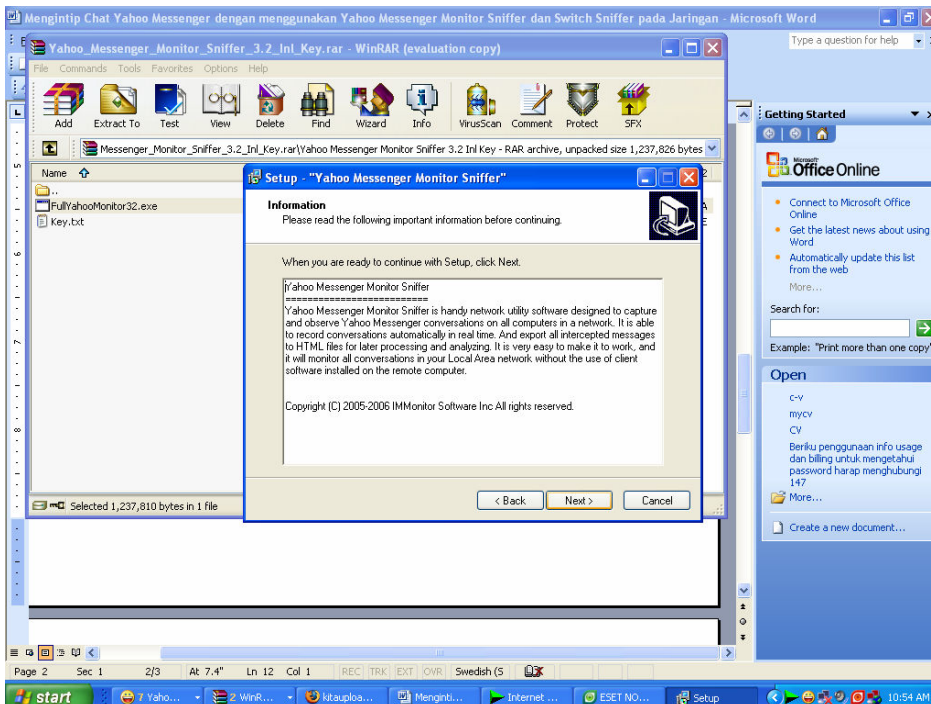 Mengintip Chat Yahoo Messenger dengan menggunakan Yahoo Messenger Monitor Sniffer dan Switch Sniffer pada Jaringan - Microsoft Word
Type a question for help
Yahoo_Messenger_Monitor_Sniffer_3.2_Inl_Key.rar - WinRAR (evaluation copy)
File Commands Tools Favorites Options Help
Add Extract To Test View Delete Find Wizard Info VirusScan Comment Protect SFX
Messenger_Monitor_Sniffer_3.2_Inl_Key.rar\Yahoo Messenger Monitor Sniffer 3.2 Inl Key - RAR archive, unpacked size 1,237,826 bytes
Name
..
FullYahooMonitor32.exe
Key.txt
Selected 1,237,810 bytes in 1 file
Setup - "Yahoo Messenger Monitor Sniffer"
Information
Please read the following important information before continuing.
When you are ready to continue with Setup, click Next.
Yahoo Messenger Monitor Sniffer
==========================
Yahoo Messenger Monitor Sniffer is handy network utility software designed to capture
and observe Yahoo Messenger conversations on all computers in a network. It is able
to record conversations automatically in real time. And export all intercepted messages
to HTML files for later processing and analyzing. It is very easy to make it to work, and
it will monitor all conversations in your Local Area network without the use of client
software installed on the remote computer.
Copyright (C) 2005-2006 IMMonitor Software Inc All rights reserved.
< Back Next > Cancel
Getting Started
Microsoft
Office Online
Connect to Microsoft Office
Online
Get the latest news about using
Word
Automatically update this list
from the web
More...
Search for:
Example: "Print more than one copy"
Open
c-v
mycv
CV
Beriku penggunaan info usage
dan billing untuk mengetahui
password harap menghubungi
147
More...
Create a new document...
Page 2 Sec 1 2/3 At 7.4" Ln 12 Col 1 REC TRK EXT OVR Swedish (S
start 7 Yaho... 2 WinR... kitauploa... Menginti... Internet ... ESET NO... Setup 10:54 AM